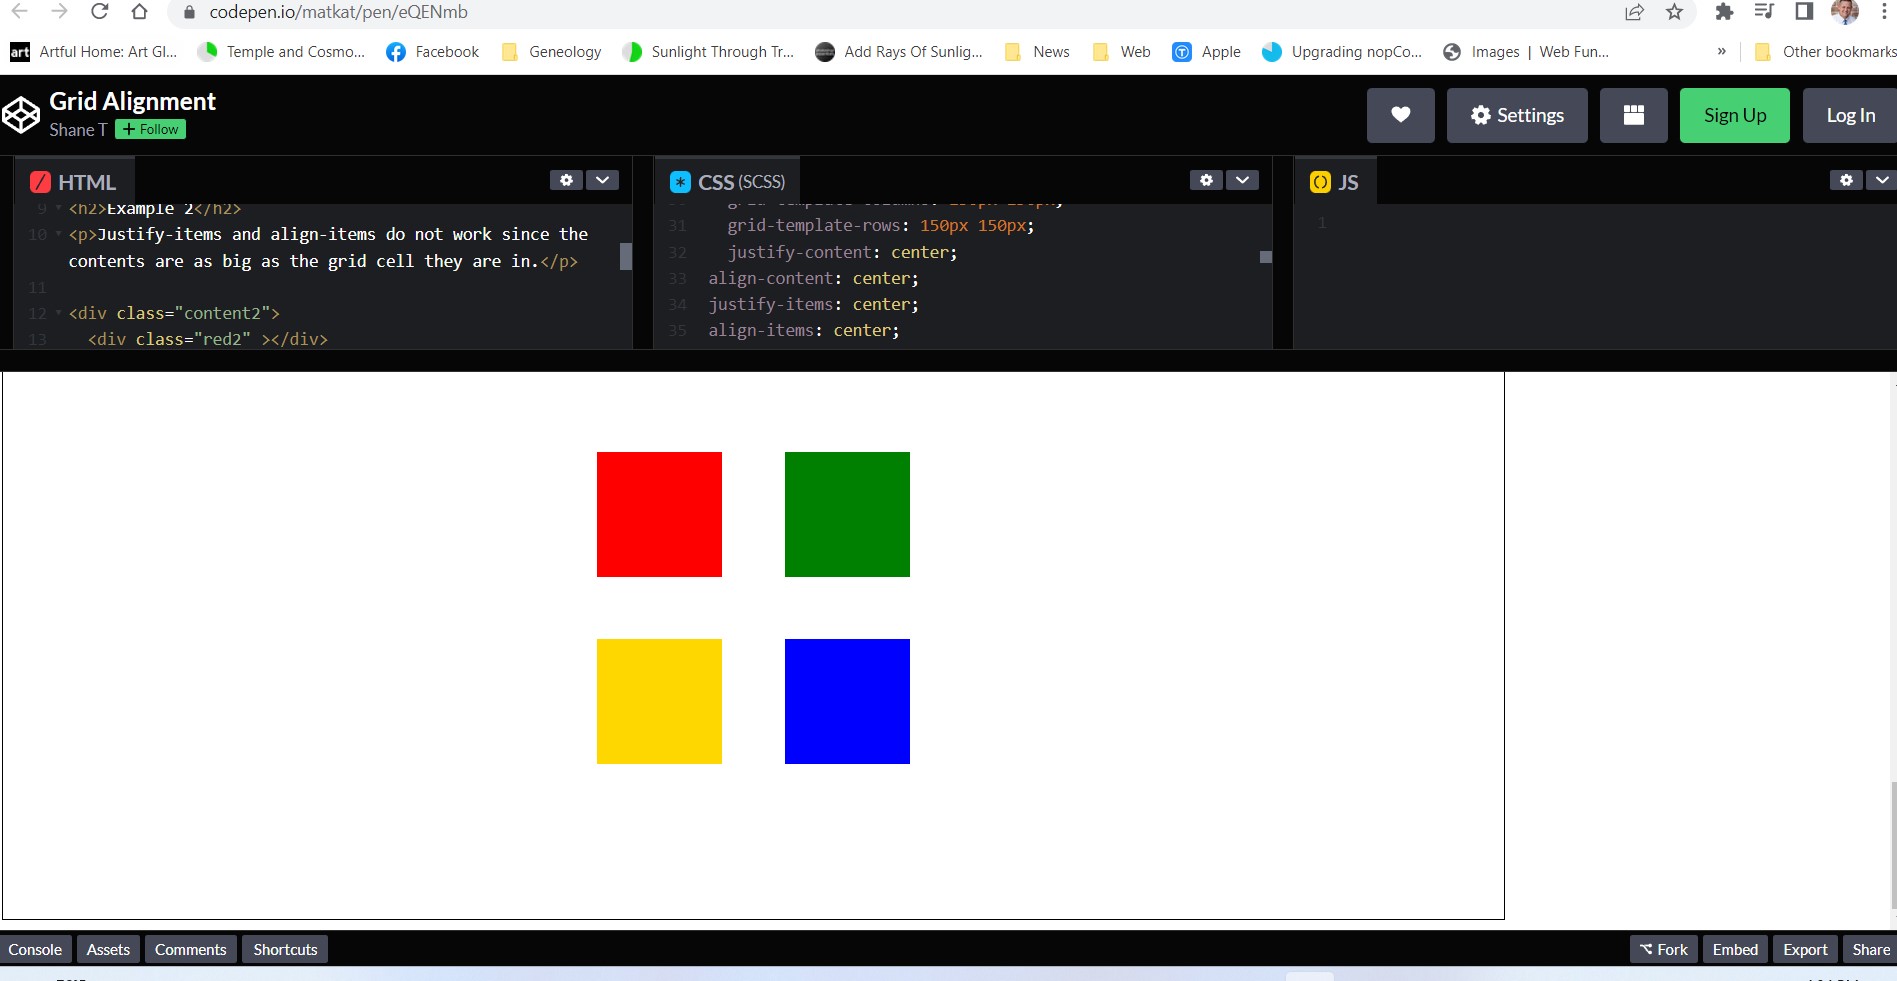 codepen.io/matkat/pen/eQENmb
art Artful Home: Art Gl... Temple and Cosmo... Facebook Geneology Sunlight Through Tr... Add Rays Of Sunlig... News Web Apple Upgrading nopCo... Images | Web Fun... » Other bookmarks
Grid Alignment
Shane T + Follow
Settings Sign Up Log In
HTML
9 <h2>Example 2</h2>
10 <p>Justify-items and align-items do not work since the
contents are as big as the grid cell they are in.</p>
11
12 <div class="content2">
13 <div class="red2" ></div>
CSS (SCSS)
31 grid-template-rows: 150px 150px;
32 justify-content: center;
33 align-content: center;
34 justify-items: center;
35 align-items: center;
JS
1
Console Assets Comments Shortcuts
Fork Embed Export Share